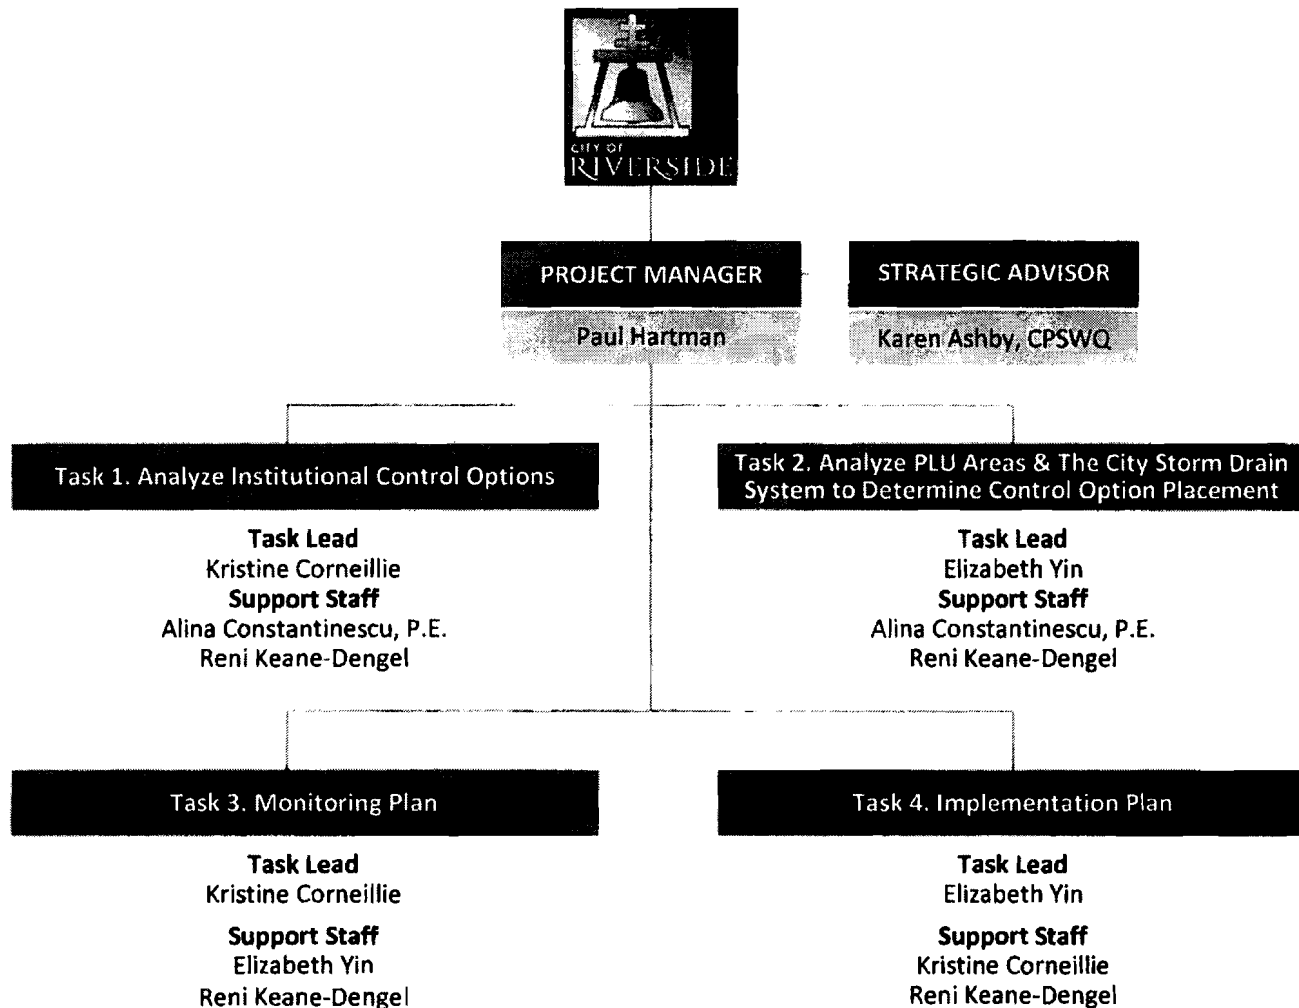 CITY OF
RIVERSIDE
PROJECT MANAGER
Paul Hartman
STRATEGIC ADVISOR
Karen Ashby, CPSWQ
Task 1. Analyze Institutional Control Options
Task Lead
Kristine Corneillie
Support Staff
Alina Constantinescu, P.E.
Reni Keane-Dengel
Task 2. Analyze PLU Areas & The City Storm Drain
System to Determine Control Option Placement
Task Lead
Elizabeth Yin
Support Staff
Alina Constantinescu, P.E.
Reni Keane-Dengel
Task 3. Monitoring Plan
Task Lead
Kristine Corneillie
Support Staff
Elizabeth Yin
Reni Keane-Dengel
Task 4. Implementation Plan
Task Lead
Elizabeth Yin
Support Staff
Kristine Corneillie
Reni Keane-Dengel